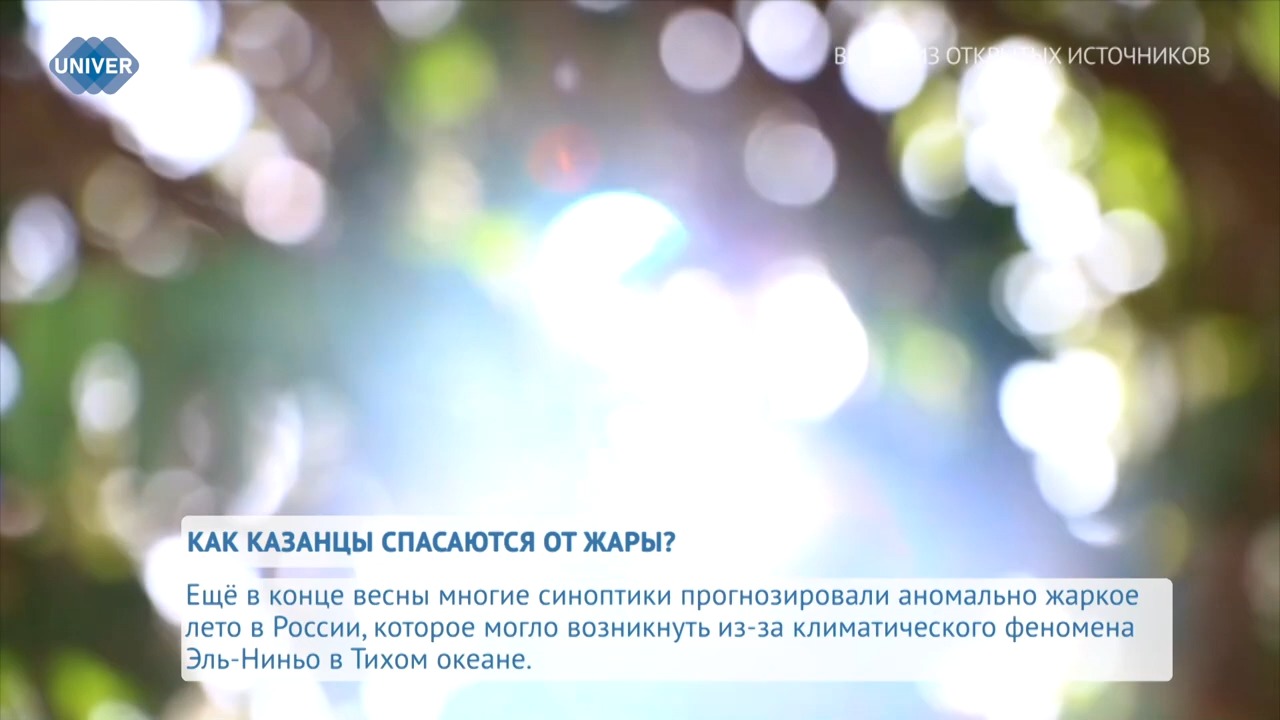 UNIVER
ИЗ ОТКРЫТЫХ ИСТОЧНИКОВ
КАК КАЗАНЦЫ СПАСАЮТСЯ ОТ ЖАРЫ?
Ещё в конце весны многие синоптики прогнозировали аномально жаркое
лето в России, которое могло возникнуть из-за климатического феномена
Эль-Ниньо в Тихом океане.